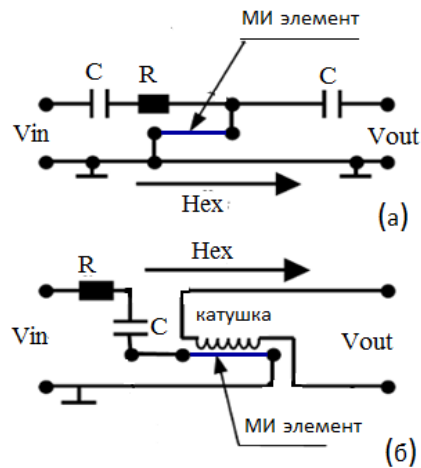 МИ элемент
C
R
C
Vin
Vout
Hex
(а)
Hex
R
C
катушка
Vin
Vout
МИ элемент
(б)